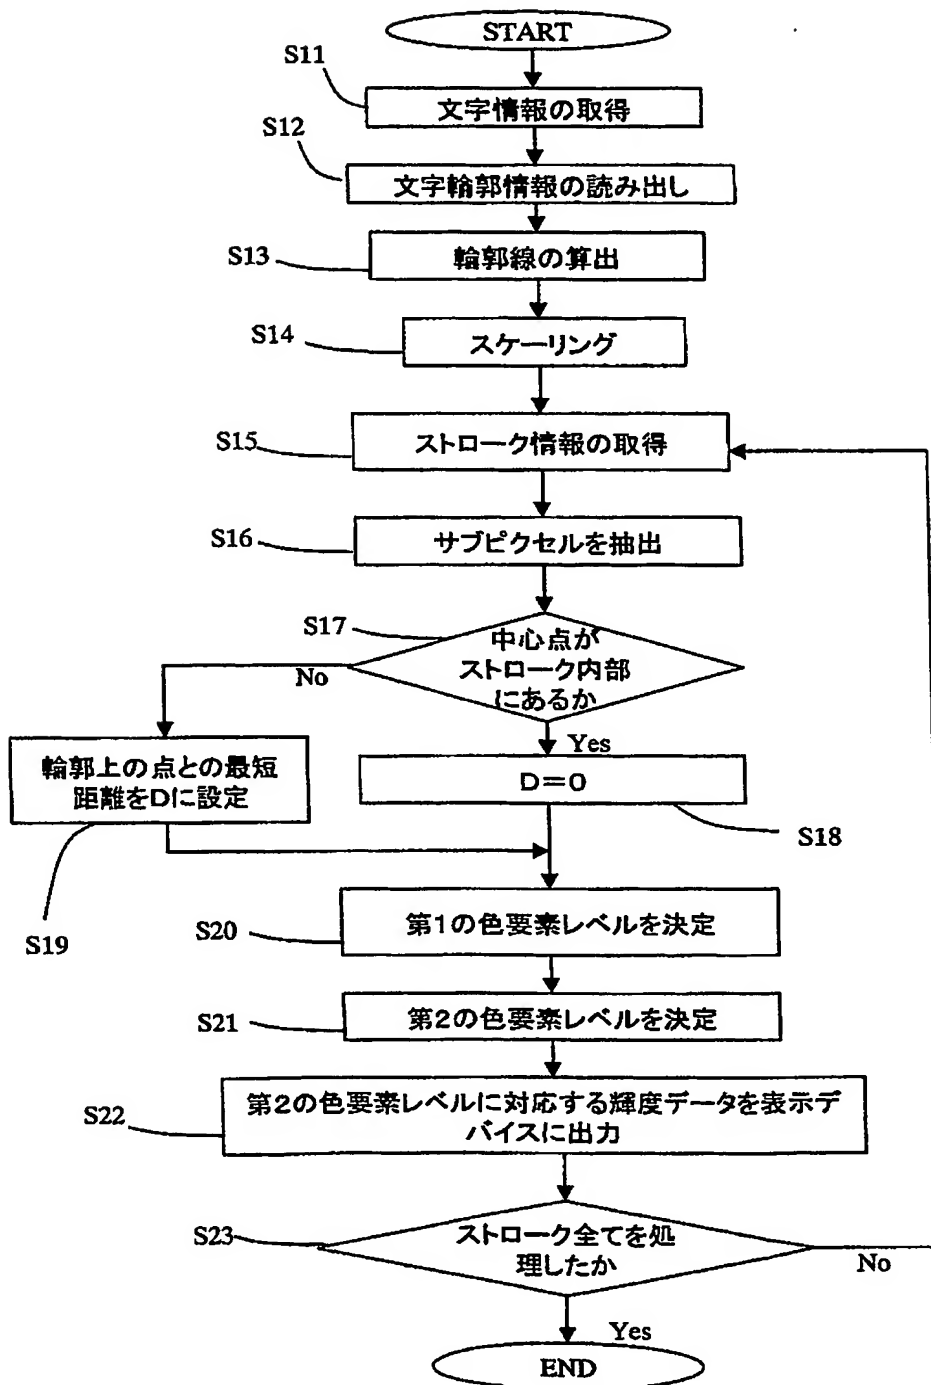 START
S11
文字情報の取得
S12
文字輪郭情報の読み出し
S13
輪郭線の算出
S14
スケーリング
S15
ストローク情報の取得
S16
サブピクセルを抽出
S17
中心点が
ストローク内部
にあるか
No
Yes
輪郭上の点との最短
距離をDに設定
D=0
S18
S19
S20
第1の色要素レベルを決定
S21
第2の色要素レベルを決定
S22
第2の色要素レベルに対応する輝度データを表示デ
バイスに出力
S23
ストローク全てを処
理したか
No
Yes
END